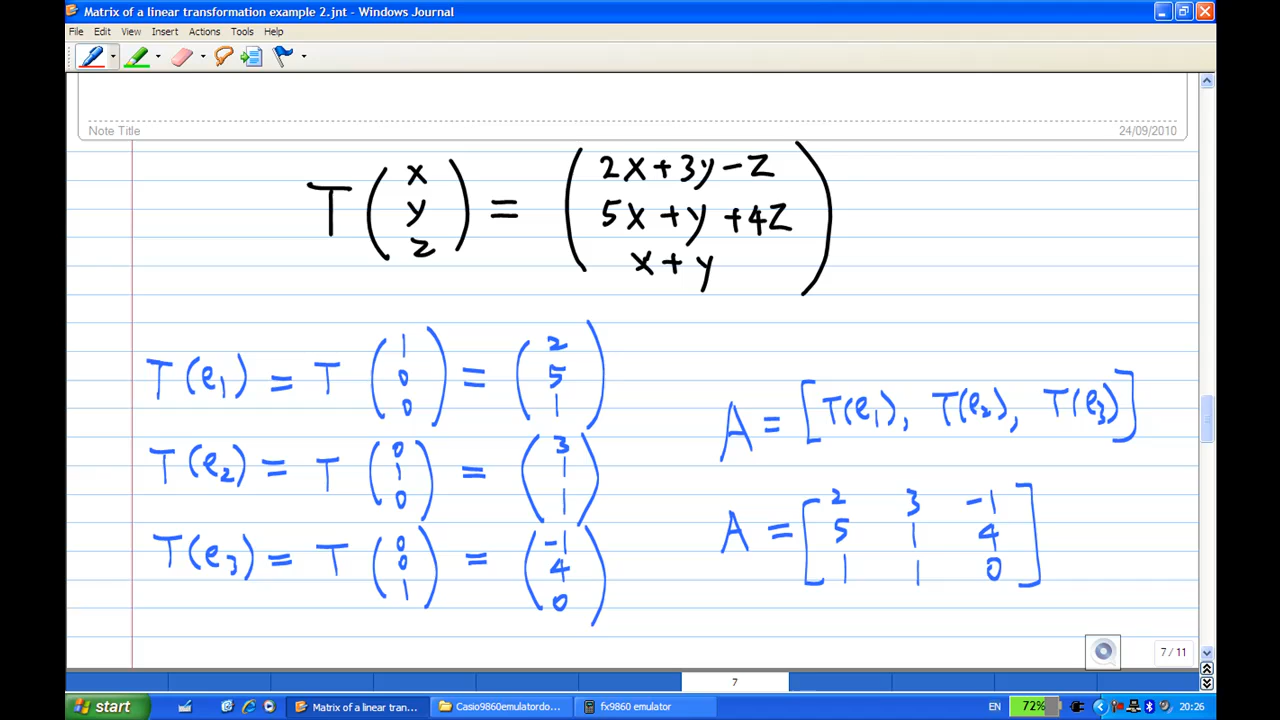 Matrix of a linear transformation example 2.jnt - Windows Journal
File Edit View Insert Actions Tools Help
Note Title 24/09/2010
T ( x y z ) = ( 2x+3y-z
5x+y+4z
x+y )
T(e1) = T ( 1 0 0 ) = ( 2 5 1 )
T(e2) = T ( 0 1 0 ) = ( 3 1 1 )
T(e3) = T ( 0 0 1 ) = ( -1 4 0 )
A = [ T(e1), T(e2), T(e3) ]
A = [ 2 3 -1
5 1 4
1 1 0 ]
7 / 11
7
start Matrix of a linear tran... Casio9860emulatordo... fx9860 emulator EN 72% 20:26